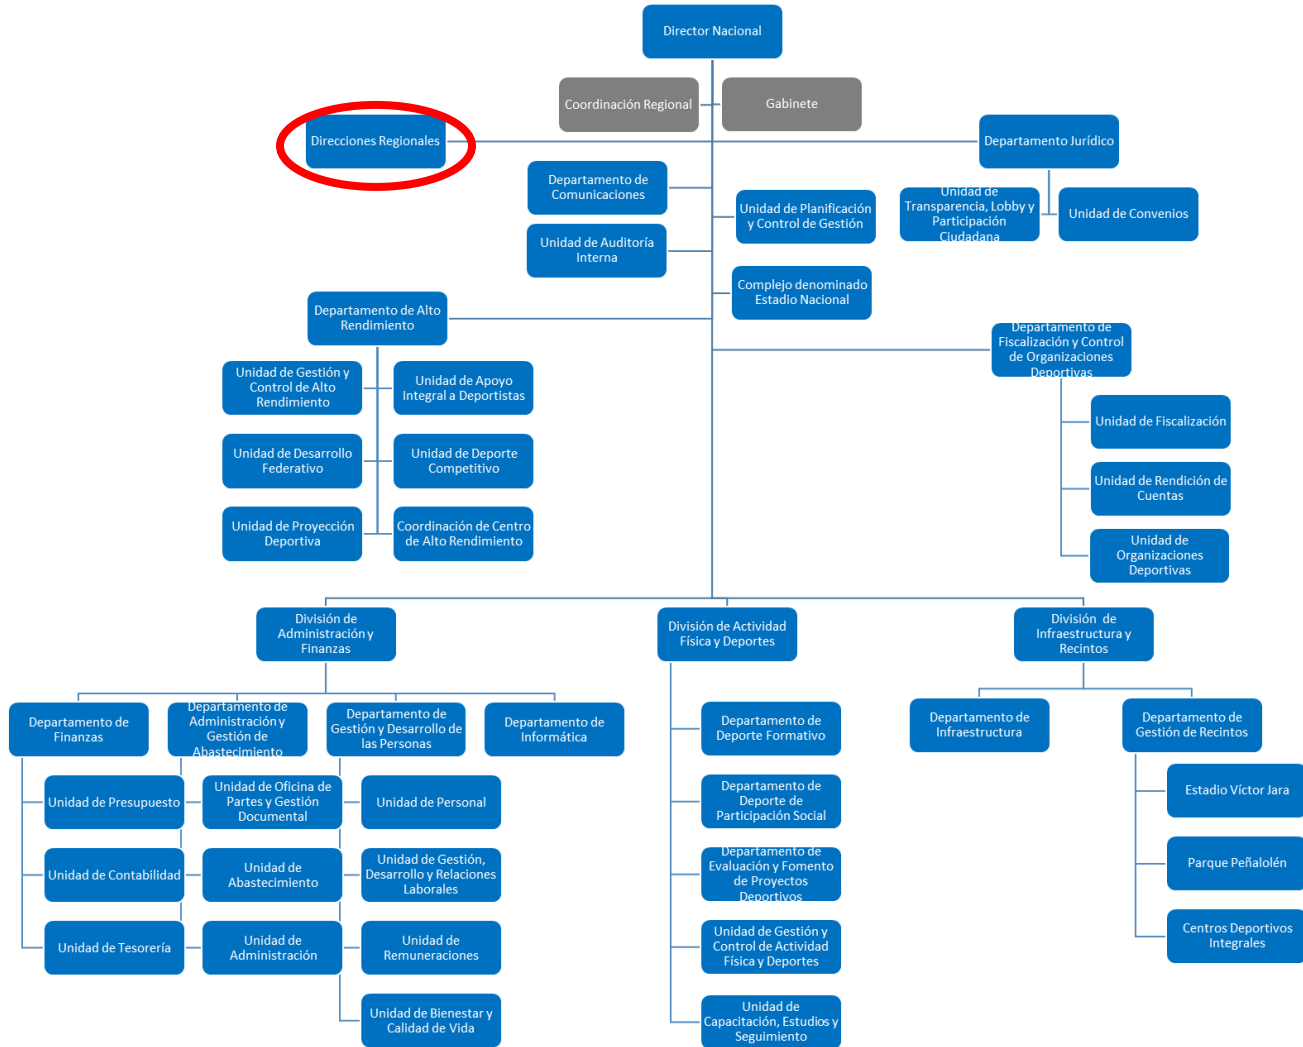 Director Nacional
Coordinación Regional
Gabinete
Direcciones Regionales
Departamento Jurídico
Departamento de
Comunicaciones
Unidad de Planificación
y Control de Gestión
Unidad de
Transparencia, Lobby y
Participación
Ciudadana
Unidad de Convenios
Unidad de Auditoría
Interna
Complejo denominado
Estadio Nacional
Departamento de Alto
Rendimiento
Departamento de
Fiscalización y Control
de Organizaciones
Deportivas
Unidad de Gestión y
Control de Alto
Rendimiento
Unidad de Apoyo
Integral a Deportistas
Unidad de Fiscalización
Unidad de Desarrollo
Federativo
Unidad de Deporte
Competitivo
Unidad de Rendición de
Cuentas
Unidad de Proyección
Deportiva
Coordinación de Centro
de Alto Rendimiento
Unidad de
Organizaciones
Deportivas
División de
Administración y
Finanzas
División de Actividad
Física y Deportes
División de
Infraestructura y
Recintos
Departamento de
Finanzas
Departamento de
Administración y
Gestión de
Abastecimiento
Departamento de
Gestión y Desarrollo de
las Personas
Departamento de
Informática
Departamento de
Deporte Formativo
Departamento de
Infraestructura
Departamento de
Gestión de Recintos
Unidad de Presupuesto
Unidad de Oficina de
Partes y Gestión
Documental
Unidad de Personal
Departamento de
Deporte de
Participación Social
Estadio Víctor Jara
Unidad de Contabilidad
Unidad de
Abastecimiento
Unidad de Gestión,
Desarrollo y Relaciones
Laborales
Departamento de
Evaluación y Fomento
de Proyectos
Deportivos
Parque Peñalolén
Unidad de Tesorería
Unidad de
Administración
Unidad de
Remuneraciones
Unidad de Gestión y
Control de Actividad
Física y Deportes
Centros Deportivos
Integrales
Unidad de Bienestar y
Calidad de Vida
Unidad de
Capacitación, Estudios y
Seguimiento